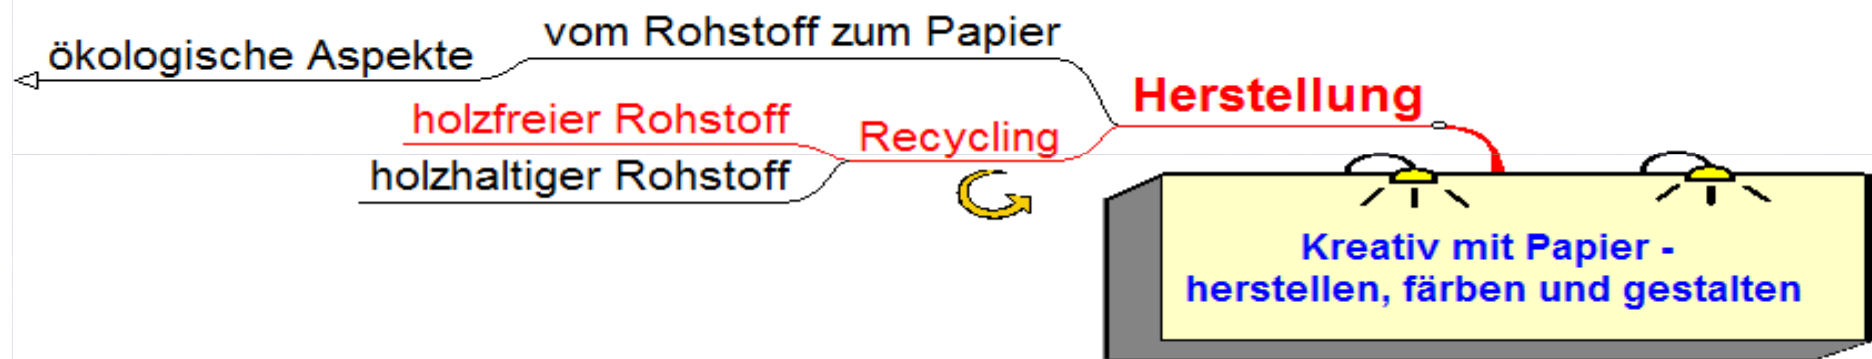 vom Rohstoff zum Papier
ökologische Aspekte
Herstellung
holzfreier Rohstoff
Recycling
holzhaltiger Rohstoff
Kreativ mit Papier -
herstellen, färben und gestalten